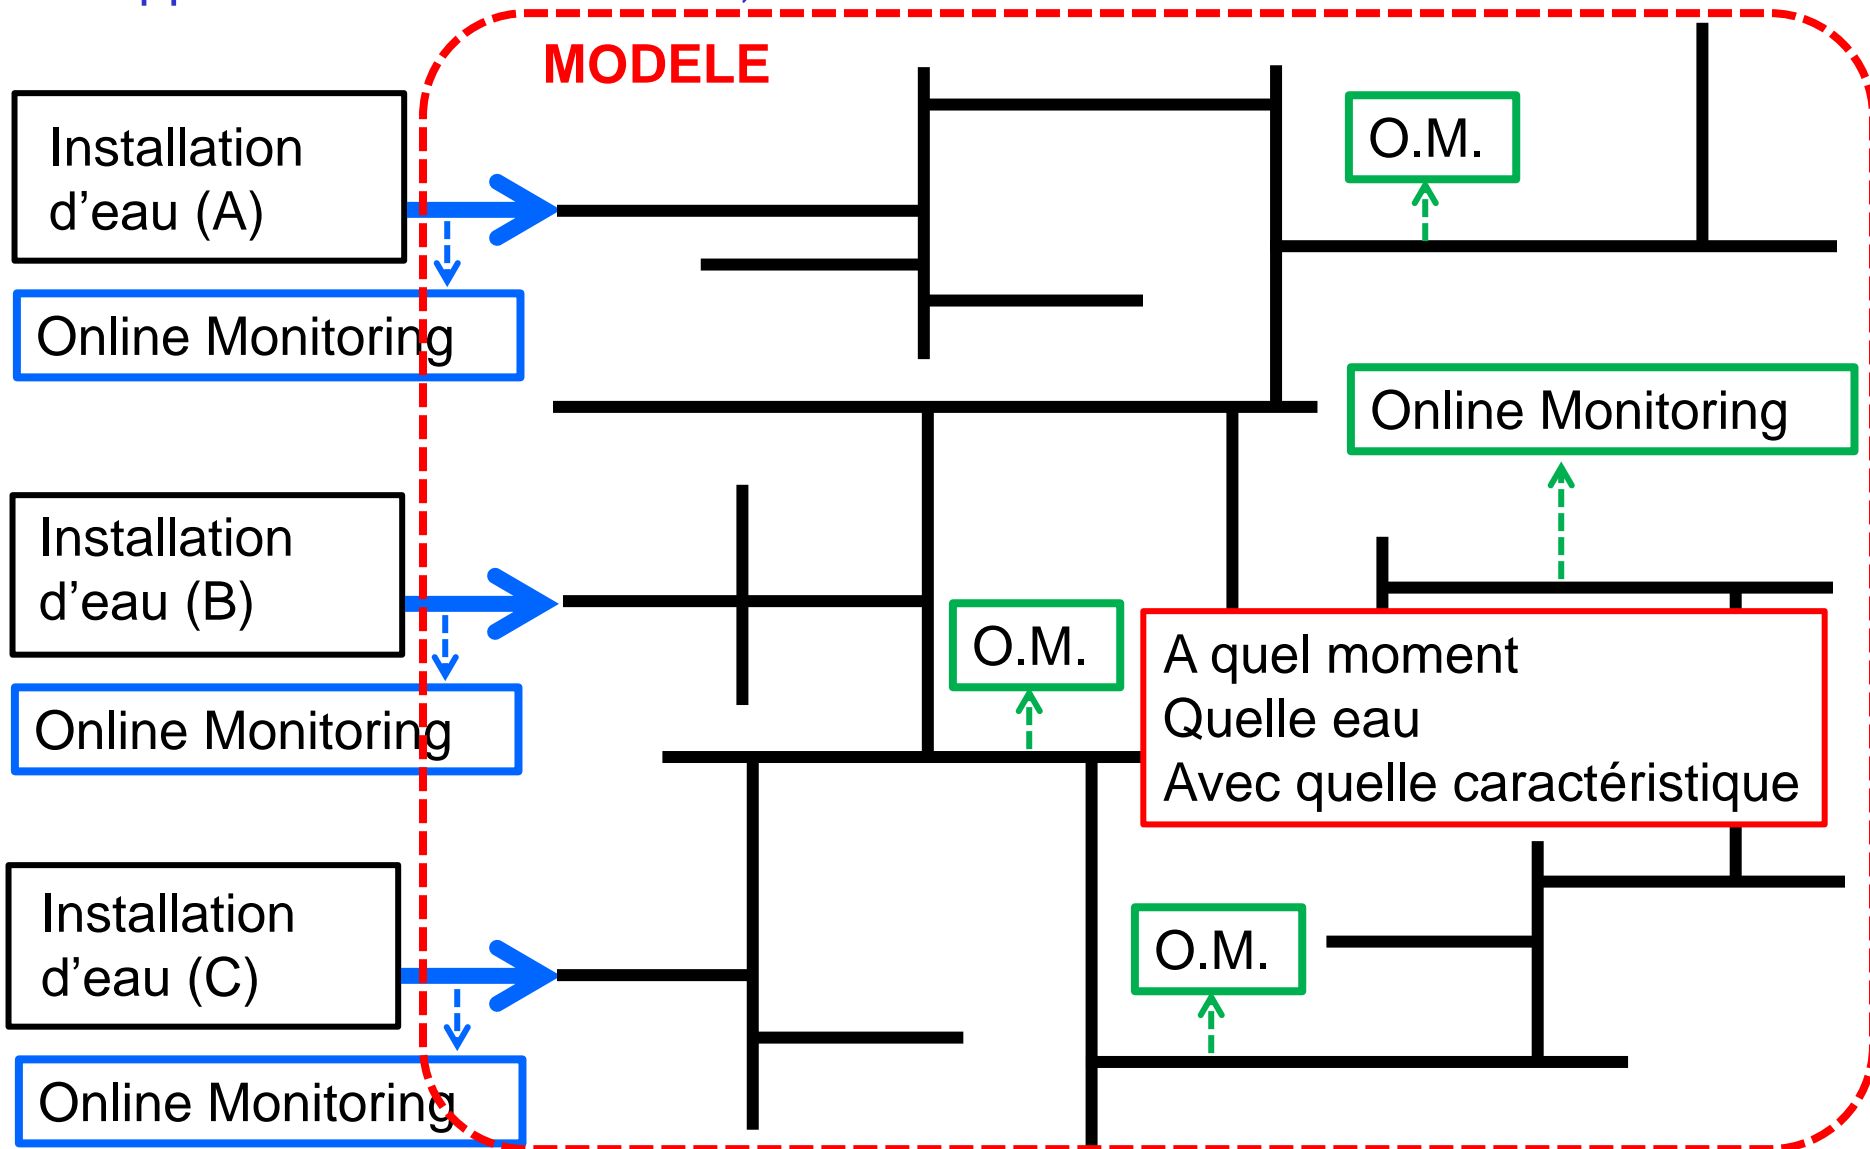 MODELE
Installation
d'eau (A)
O.M.
Online Monitoring
Online Monitoring
Installation
d'eau (B)
O.M.
A quel moment
Quelle eau
Avec quelle caractéristique
Online Monitoring
Installation
d'eau (C)
O.M.
Online Monitoring